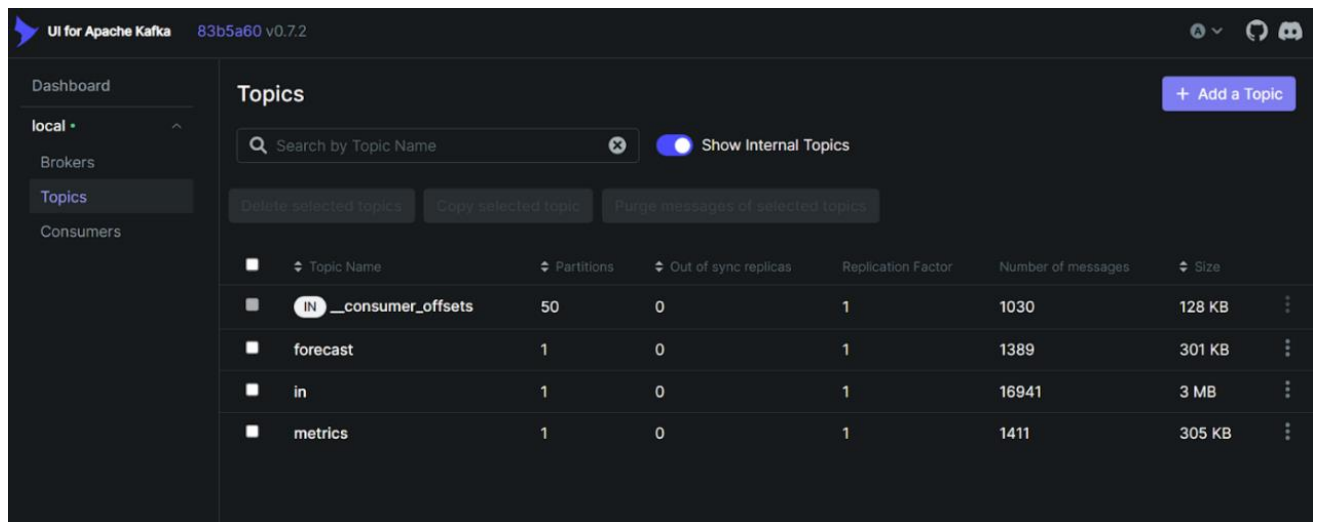 UI for Apache Kafka 83b5a60 v0.7.2 A
Dashboard
local
Brokers
Topics
Consumers
Topics
+ Add a Topic
Search by Topic Name
Show Internal Topics
Delete selected topics Copy selected topic Purge messages of selected topics
Topic Name Partitions Out of sync replicas Replication Factor Number of messages Size
IN __consumer_offsets 50 0 1 1030 128 KB
forecast 1 0 1 1389 301 KB
in 1 0 1 16941 3 MB
metrics 1 0 1 1411 305 KB